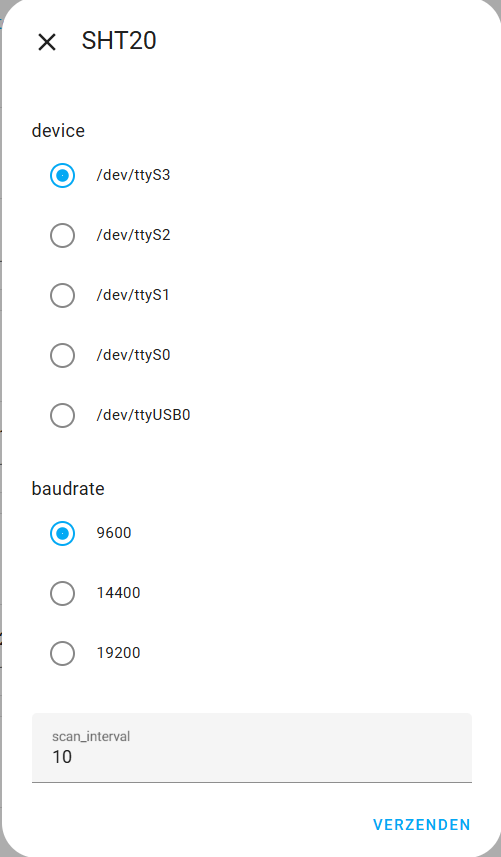 SHT20
device
/dev/ttyS3
/dev/ttyS2
/dev/ttyS1
/dev/ttyS0
/dev/ttyUSB0
baudrate
9600
14400
19200
scan_interval
10
VERZENDEN